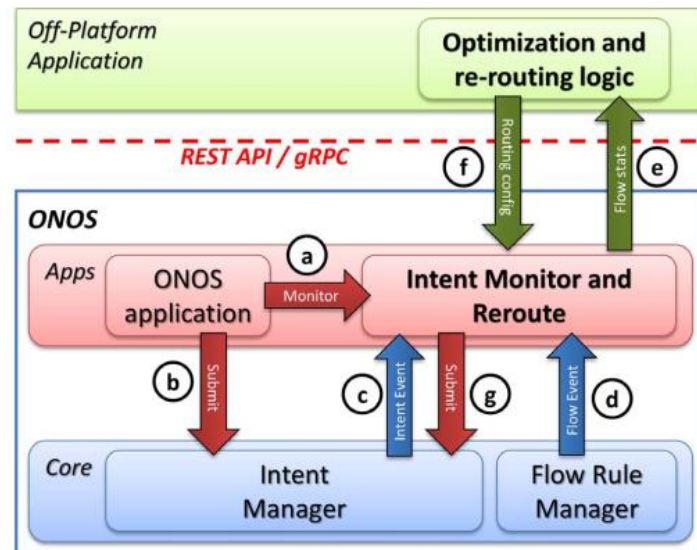 Off-Platform
Application
Optimization and
re-routing logic
REST API / gRPC
f
Routing config
Flow stats
e
ONOS
Apps
ONOS
application
a
Monitor
Intent Monitor and
Reroute
b
Submit
c
Intent Event
Submit
g
Flow Event
d
Core
Intent
Manager
Flow Rule
Manager